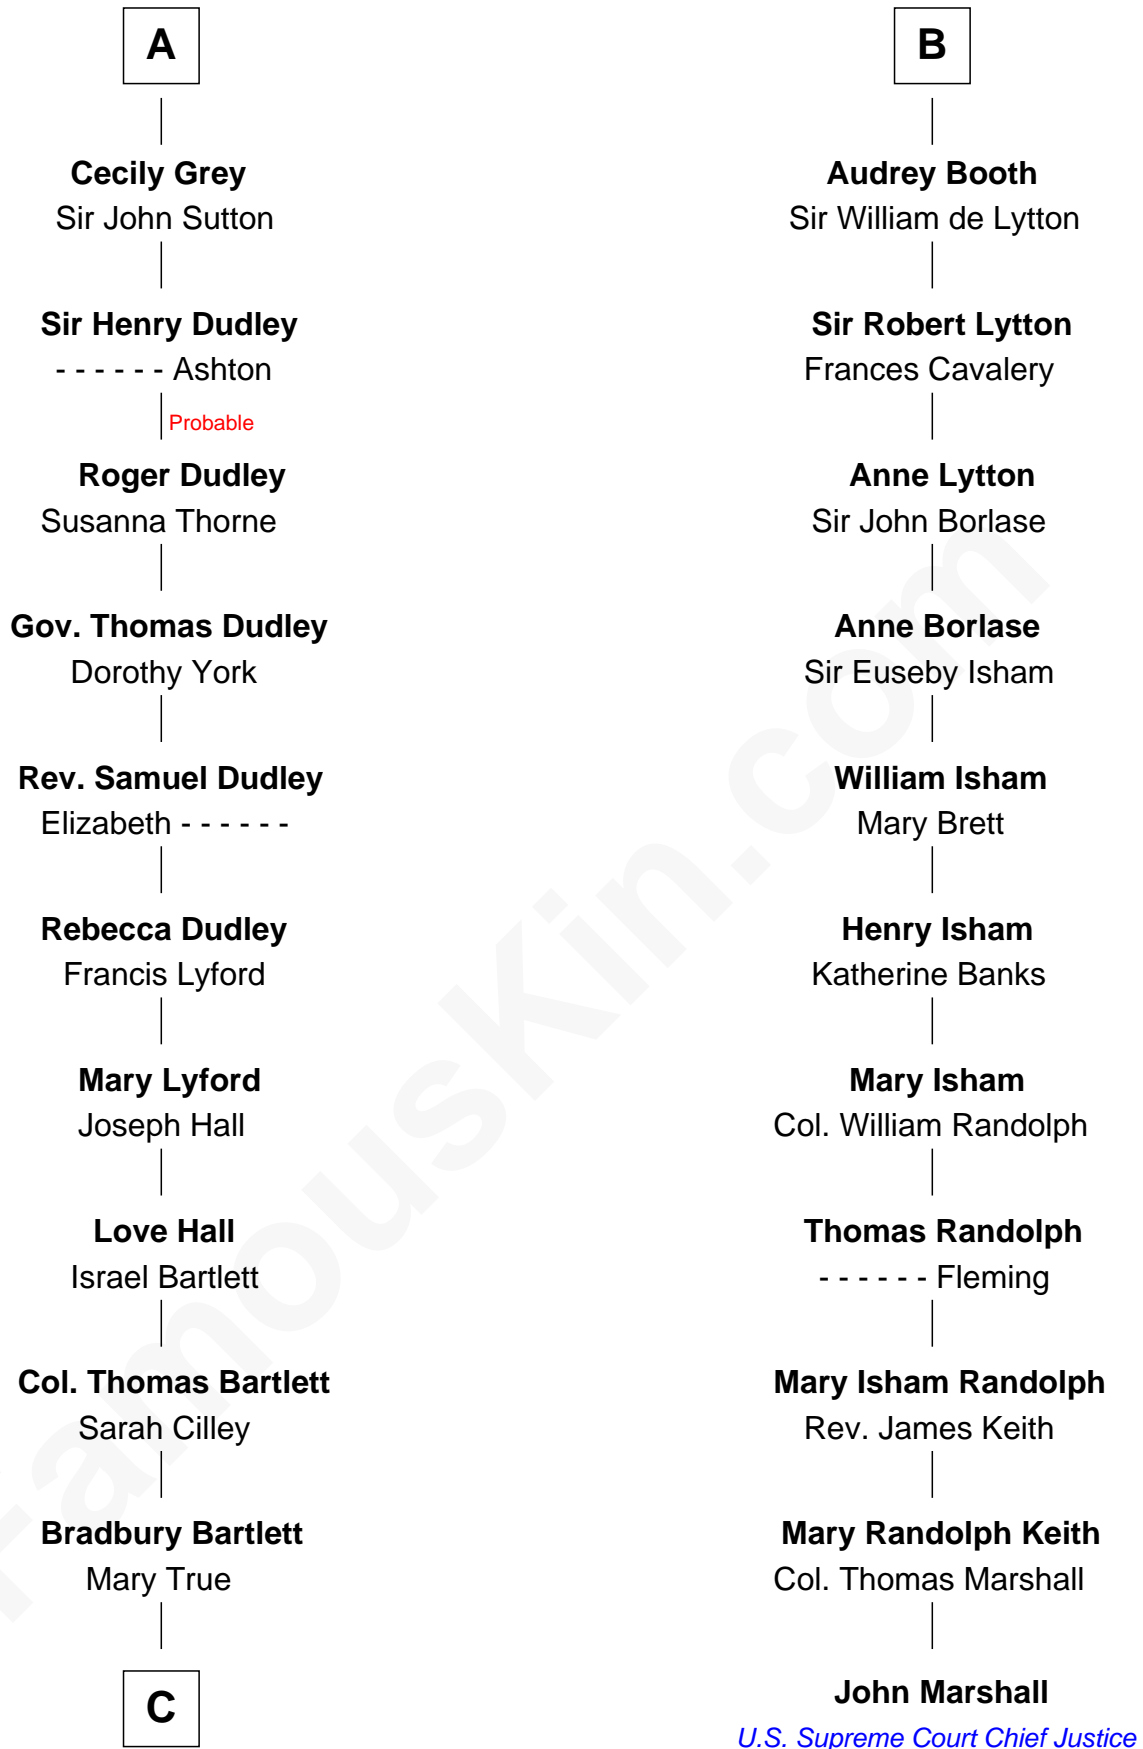 A
Cecily Grey
Sir John Sutton
Sir Henry Dudley
- - - - - - Ashton
Probable
Roger Dudley
Susanna Thorne
Gov. Thomas Dudley
Dorothy York
Rev. Samuel Dudley
Elizabeth - - - - - -
Rebecca Dudley
Francis Lyford
Mary Lyford
Joseph Hall
Love Hall
Israel Bartlett
Col. Thomas Bartlett
Sarah Cilley
Bradbury Bartlett
Mary True
C
B
Audrey Booth
Sir William de Lytton
Sir Robert Lytton
Frances Cavalery
Anne Lytton
Sir John Borlase
Anne Borlase
Sir Euseby Isham
William Isham
Mary Brett
Henry Isham
Katherine Banks
Mary Isham
Col. William Randolph
Thomas Randolph
- - - - - - Fleming
Mary Isham Randolph
Rev. James Keith
Mary Randolph Keith
Col. Thomas Marshall
John Marshall
U.S. Supreme Court Chief Justice
FamousKin.com